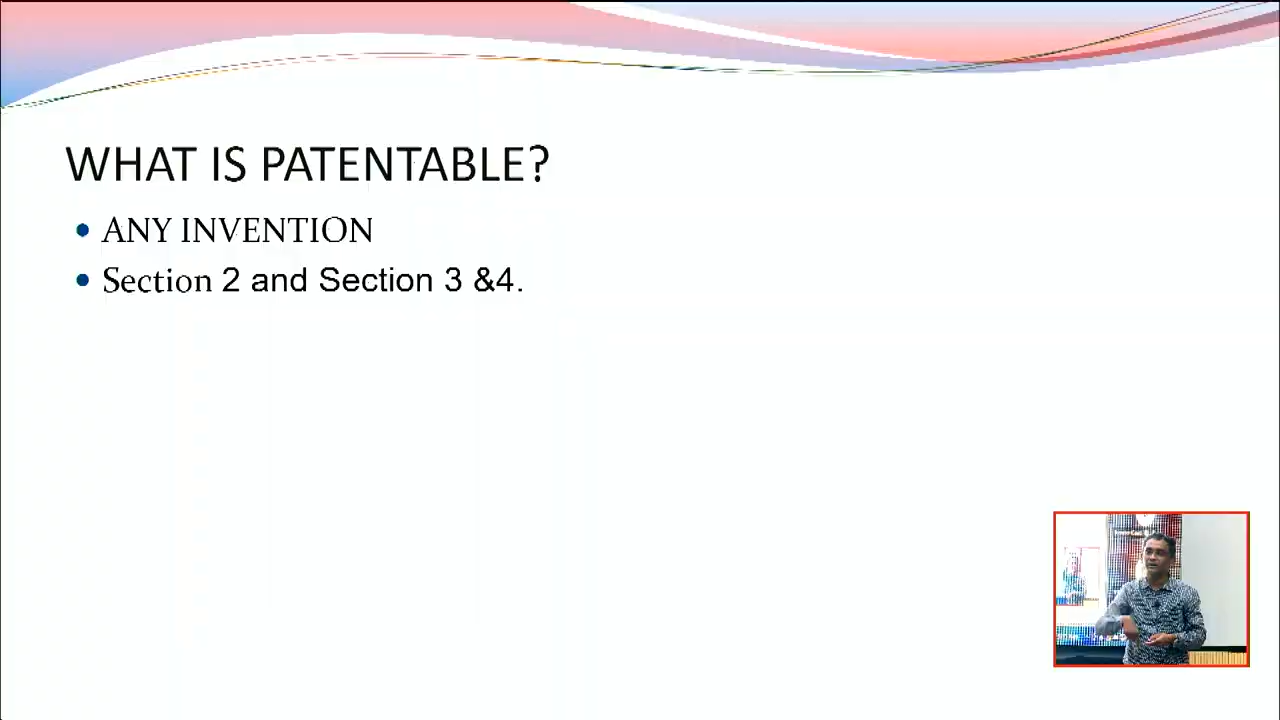 WHAT IS PATENTABLE?
ANY INVENTION
Section 2 and Section 3 &4.